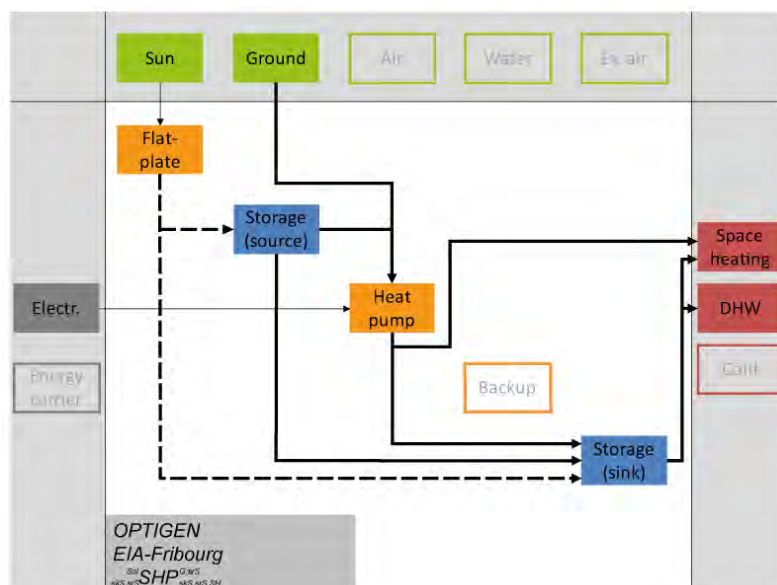 Sun
Ground
Air
Water
Ex. air
Flat-
plate
Storage
(source)
Space
heating
Electr.
Heat
pump
DHW
Energy
carrier
Backup
Cold
Storage
(sink)
OPTIGEN
EIA-Fribourg
SHP